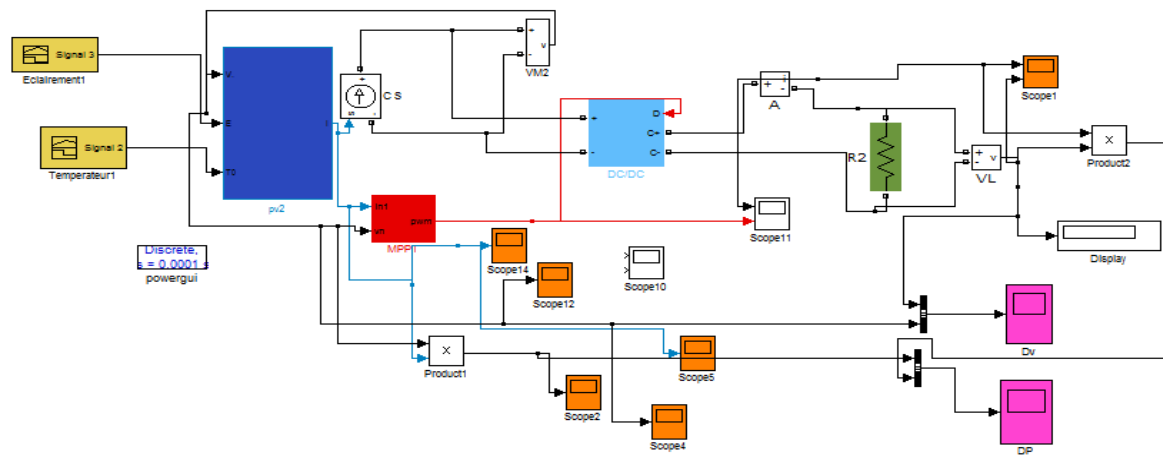 Signal 3
Eclairement1
Signal 2
Temperateur1
V.
E
T0
I
pv2
Discrete,
s = 0.0001 s
powergui
+
s
-
C S
+
-
v
VM2
In1
vn
pwm
MPPT
+
-
D
C+
C-
DC/DC
+
i
-
A
R2
+
-
v
VL
Scope1
x
Product2
Scope11
Scope14
Scope10
Scope12
Display
x
Product1
Scope5
Scope2
Scope4
Dv
DP